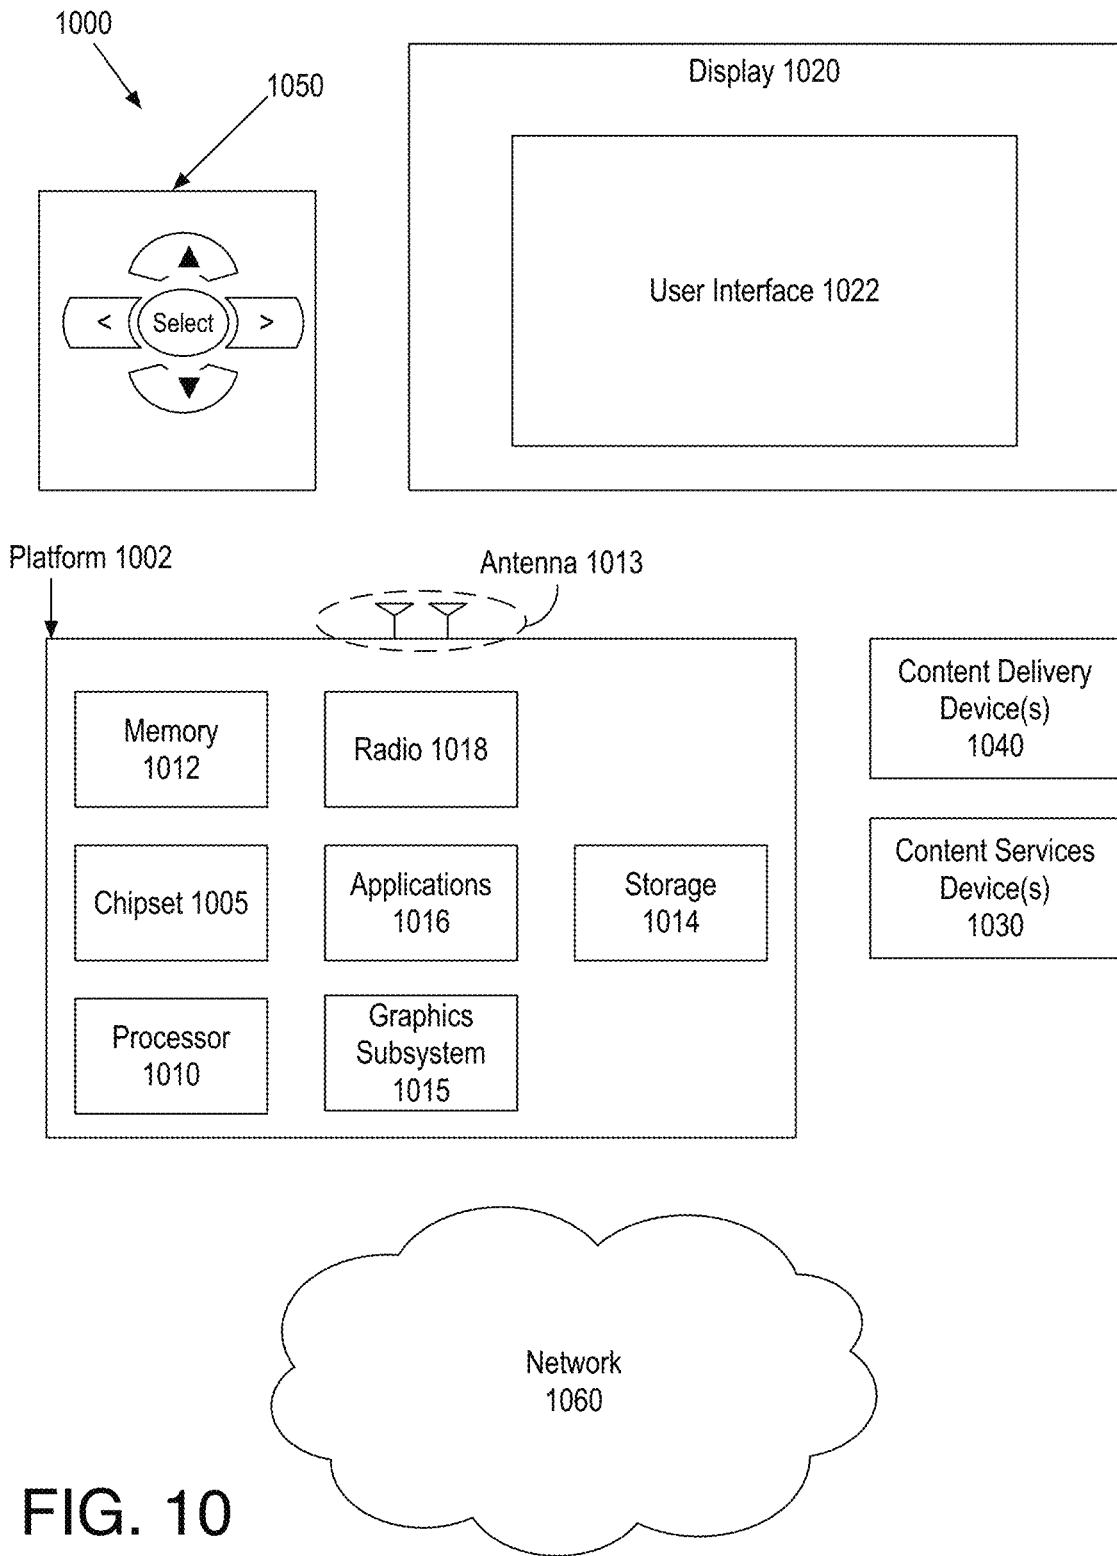 1000
1050
Display 1020
User Interface 1022
<
Select
>
Platform 1002
Antenna 1013
Memory
1012
Radio 1018
Content Delivery
Device(s)
1040
Chipset 1005
Applications
1016
Storage
1014
Content Services
Device(s)
1030
Processor
1010
Graphics
Subsystem
1015
Network
1060
FIG. 10